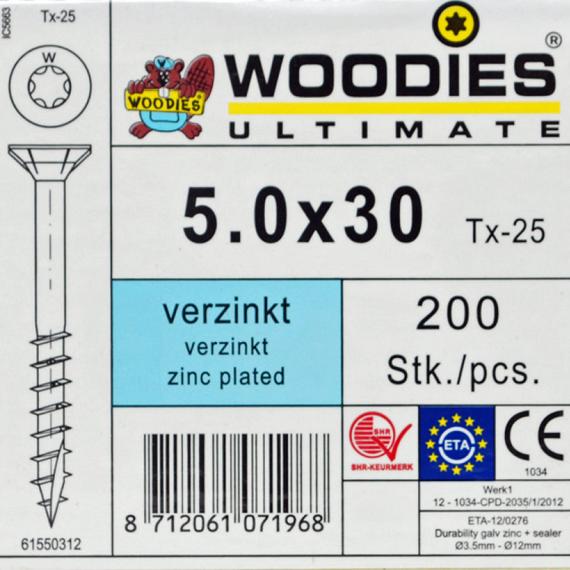 IC5663
Tx-25
W
W
WOODIES
WOODIES®
ULTIMATE
5.0x30 Tx-25
verzinkt
verzinkt
zinc plated
200
Stk./pcs.
SHR
SHR-KEURMERK
ETA
CE
1034
Werk1
12 - 1034-CPD-2035/1/2012
ETA-12/0276
Durability galv zinc + sealer
Ø3.5mm - Ø12mm
8 712061 071968
61550312